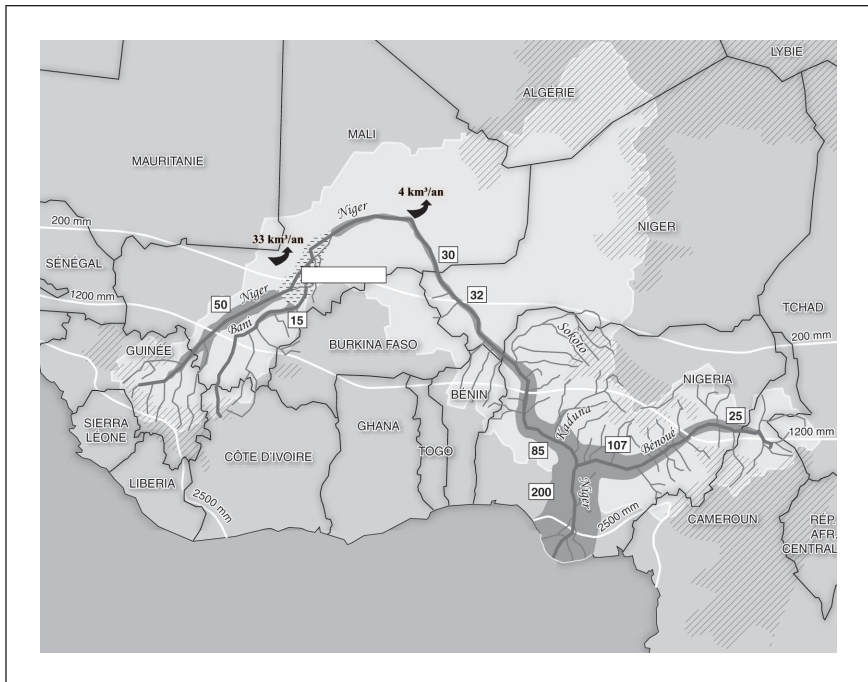 LYBIE
ALGÉRIE
MALI
MAURITANIE
4 km³/an
Niger
200 mm
33 km³/an
NIGER
SÉNÉGAL
30
1200 mm
50
Niger
32
TCHAD
15
Bani
Sokoto
200 mm
GUINÉE
BURKINA FASO
NIGERIA
BÉNIN
25
Kaduna
SIERRA
LÉONE
GHANA
107
Bénoué
1200 mm
CÔTE D'IVOIRE
TOGO
85
LIBERIA
200
Niger
2500 mm
2500 mm
CAMEROUN
RÉP.
AFR.
CENTRAL